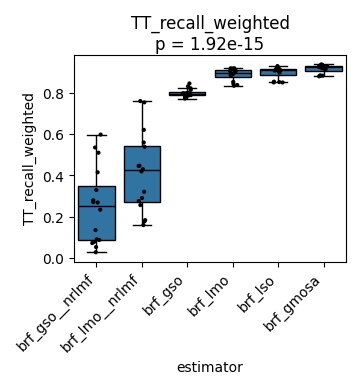 TT_recall_weighted
p = 1.92e-15
TT_recall_weighted
0.8
0.6
0.4
0.2
0.0
brf_gso__nrlmf
brf_lmo__nrlmf
brf_gso
brf_lmo
brf_lso
brf_gmosa
estimator